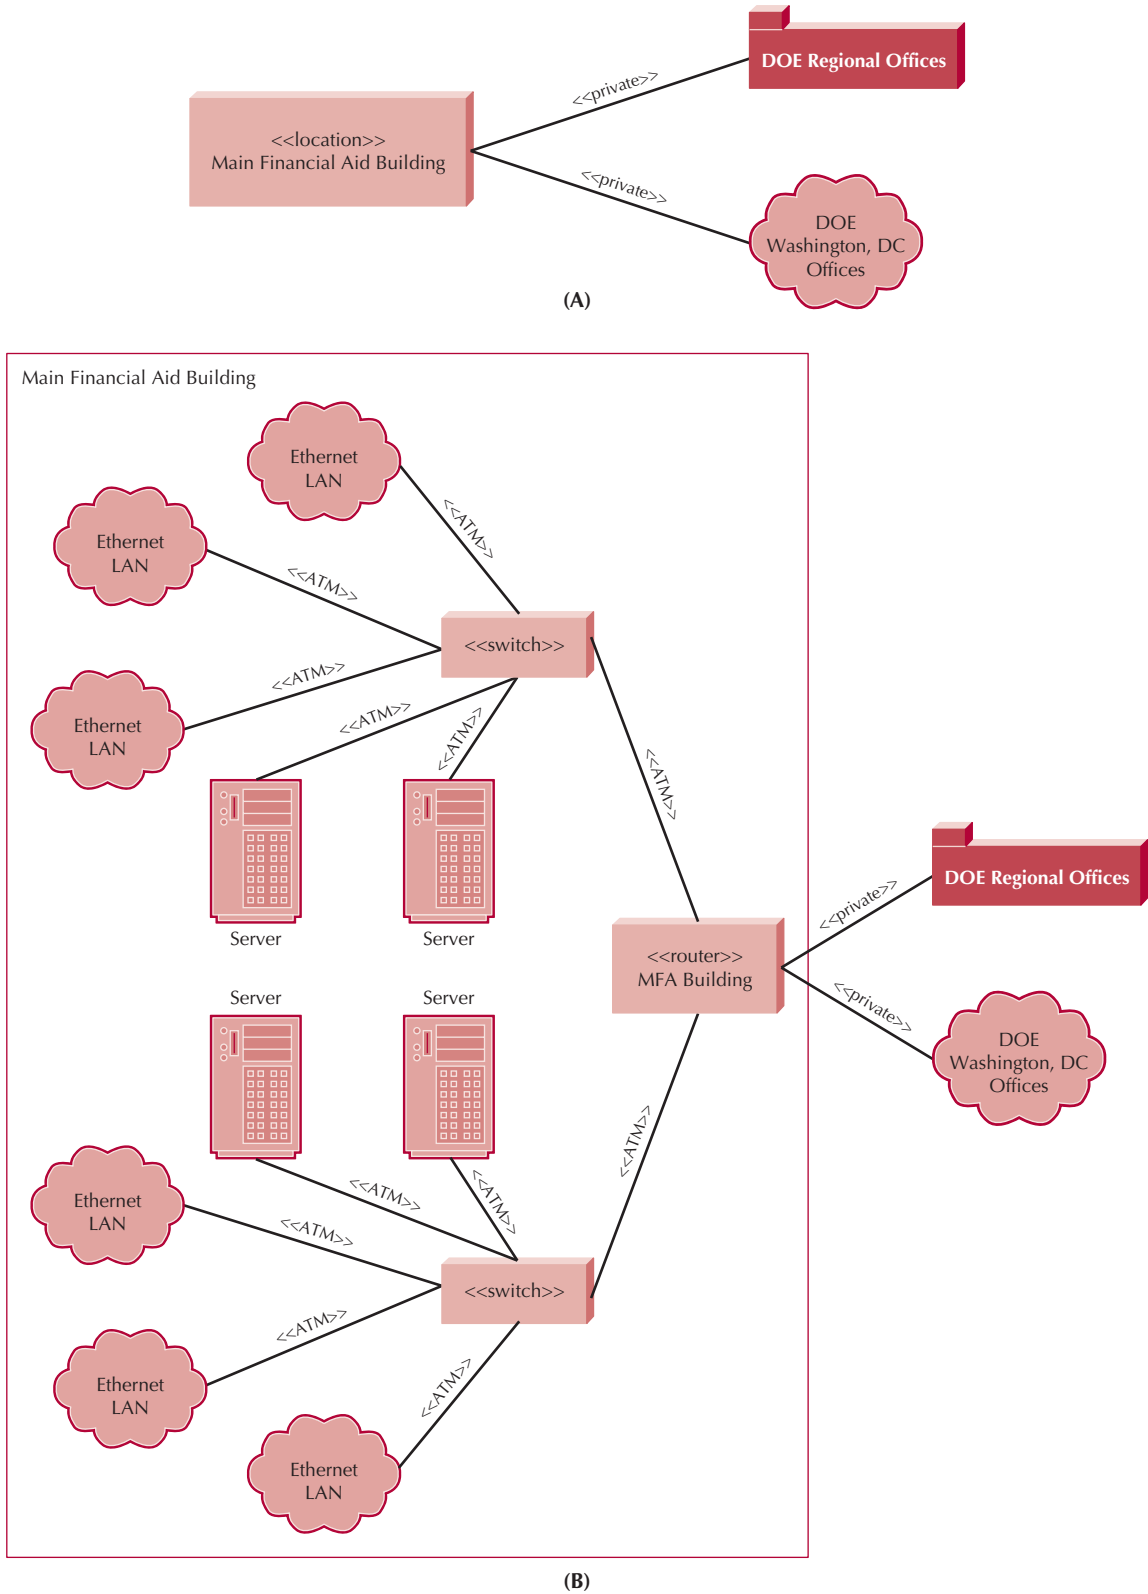 DOE Regional Offices
<<private>>
<<location>>
Main Financial Aid Building
<<private>>
DOE
Washington, DC
Offices
(A)
Main Financial Aid Building
Ethernet
LAN
<<ATM>>
Ethernet
LAN
<<ATM>>
<<switch>>
<<ATM>>
Ethernet
LAN
<<ATM>>
<<ATM>>
<<ATM>>
Server
Server
DOE Regional Offices
<<private>>
<<router>>
MFA Building
<<private>>
DOE
Washington, DC
Offices
Server
Server
<<ATM>>
<<ATM>>
<<ATM>>
Ethernet
LAN
<<ATM>>
<<switch>>
<<ATM>>
Ethernet
LAN
<<ATM>>
Ethernet
LAN
(B)